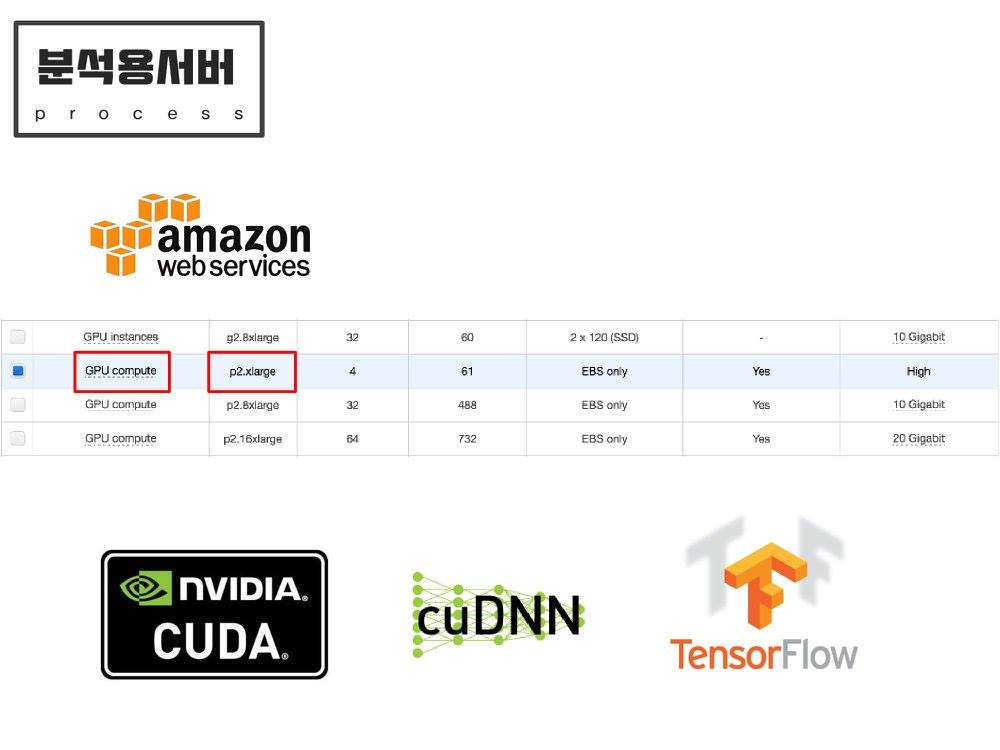 분석용서버
process
amazon
web services
GPU instances g2.8xlarge 32 60 2 x 120 (SSD) - 10 Gigabit
GPU compute p2.xlarge 4 61 EBS only Yes High
GPU compute p2.8xlarge 32 488 EBS only Yes 10 Gigabit
GPU compute p2.16xlarge 64 732 EBS only Yes 20 Gigabit
NVIDIA®
CUDA®
cuDNN
TensorFlow